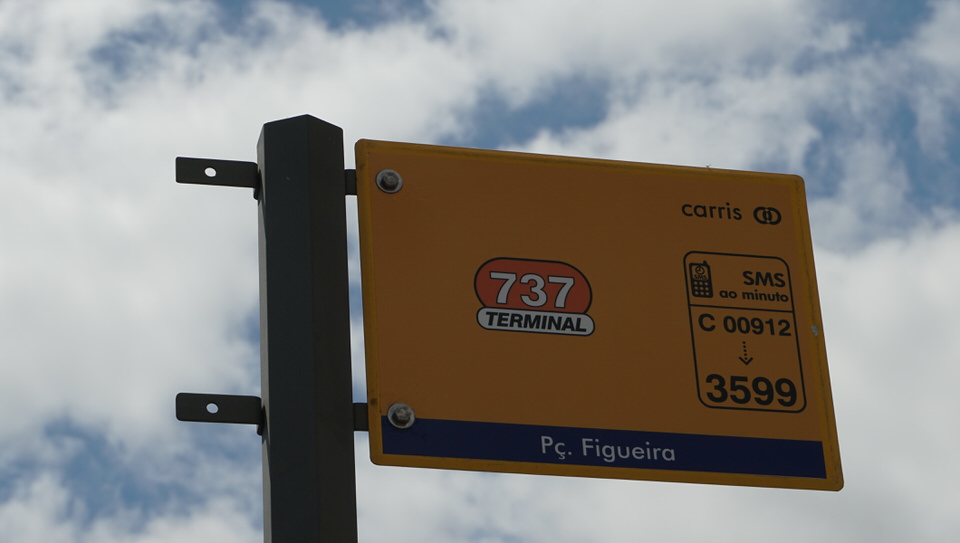 carris
737
TERMINAL
SMS
ao minuto
C 00912
3599
Pç. Figueira